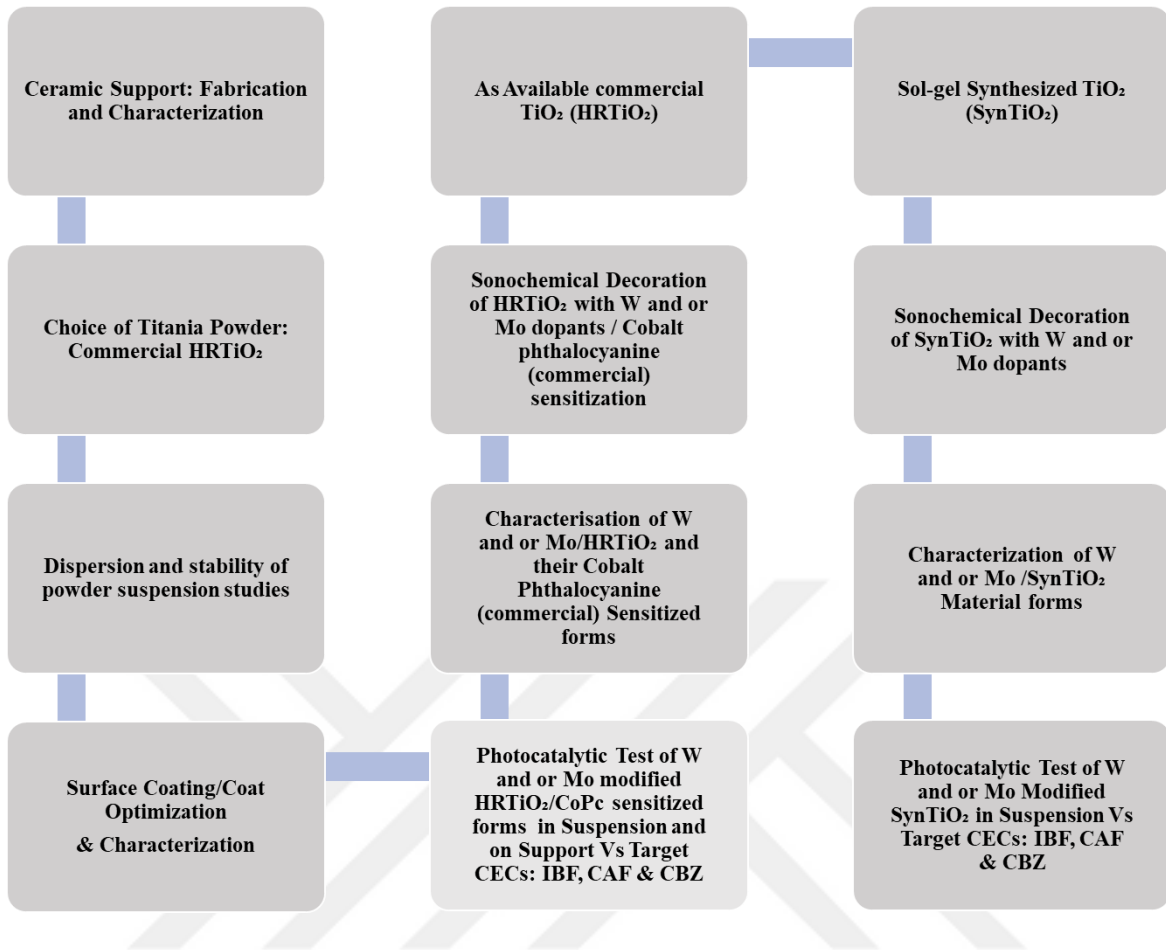 Ceramic Support: Fabrication
and Characterization
Choice of Titania Powder:
Commercial HRTiO₂
Dispersion and stability of
powder suspension studies
Surface Coating/Coat
Optimization
& Characterization
As Available commercial
TiO₂ (HRTiO₂)
Sonochemical Decoration
of HRTiO₂ with W and or
Mo dopants / Cobalt
phthalocyanine
(commercial)
sensitization
Characterisation of W
and or Mo/HRTiO₂ and
their Cobalt
Phthalocyanine
(commercial) Sensitized
forms
Photocatalytic Test of W
and or Mo modified
HRTiO₂/CoPc sensitized
forms in Suspension and
on Support Vs Target
CECs: IBF, CAF & CBZ
Sol-gel Synthesized TiO₂
(SynTiO₂)
Sonochemical Decoration
of SynTiO₂ with W and or
Mo dopants
Characterization of W
and or Mo /SynTiO₂
Material forms
Photocatalytic Test of W
and or Mo Modified
SynTiO₂ in Suspension Vs
Target CECs: IBF, CAF
& CBZ